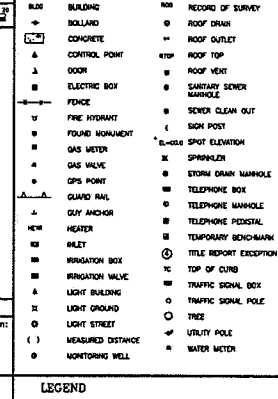 20
BLDG BUILDING
BOLLARD
CONCRETE
CONTROL POINT
DOOR
ELECTRIC BOX
FENCE
FIRE HYDRANT
FOUND MONUMENT
GAS METER
GAS VALVE
GPS POINT
GUARD RAIL
GUY ANCHOR
HEATER
INLET
IRRIGATION BOX
IRRIGATION VALVE
LIGHT BUILDING
LIGHT GROUND
LIGHT STREET
( ) MEASURED DISTANCE
MONITORING WELL
ROS RECORD OF SURVEY
ROOF DRAIN
ROOF OUTLET
RTOP ROOF TOP
ROOF VENT
SANITARY SEWER
MANHOLE
SEWER CLEAN OUT
SIGN POST
SPOT ELEVATION
SPRINKLER
STORM DRAIN MANHOLE
TELEPHONE BOX
TELEPHONE MANHOLE
TELEPHONE PEDISTAL
TEMPORARY BENCHMARK
4 TITLE REPORT EXCEPTION
TC TOP OF CURB
TRAFFIC SIGNAL BOX
TRAFFIC SIGNAL POLE
TREE
UTILITY POLE
WATER METER
LEGEND